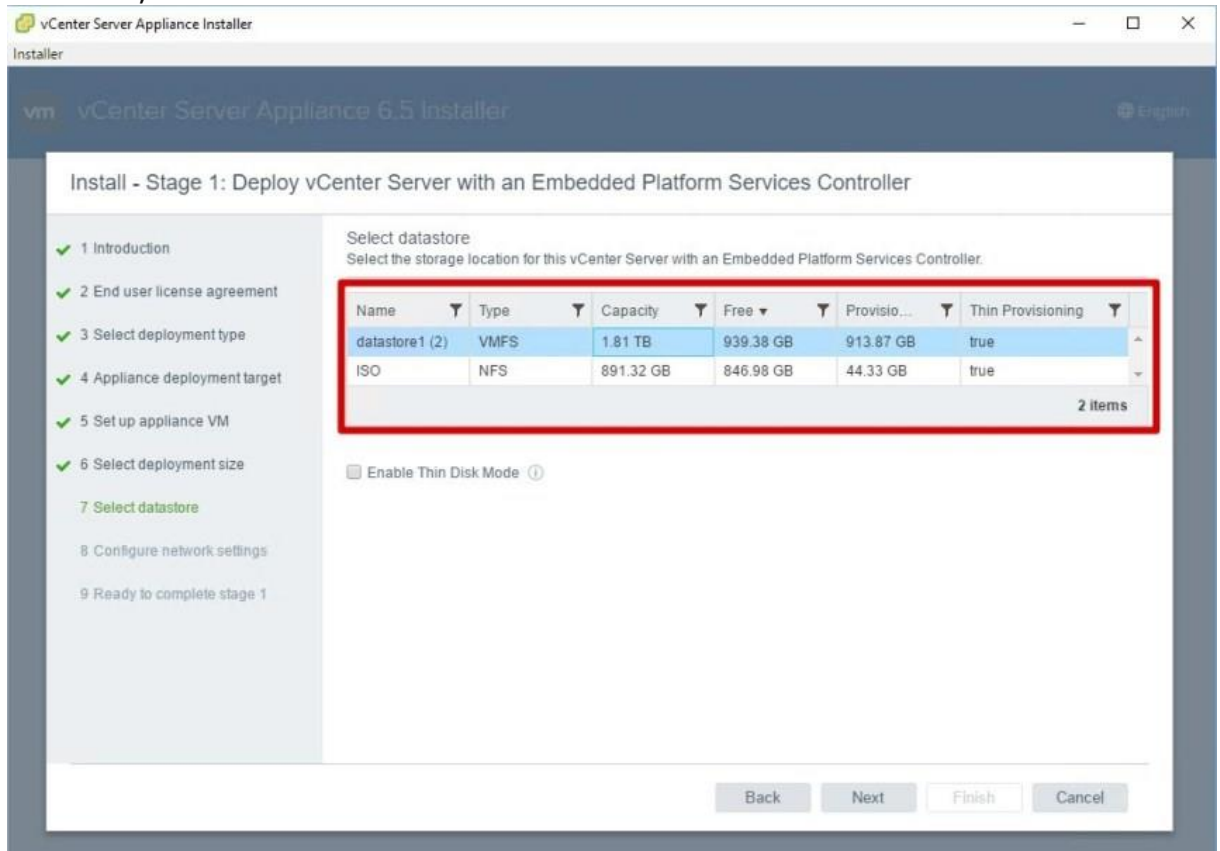 vCenter Server Appliance Installer
Installer
vm vCenter Server Appliance 6.5 Installer English
Install - Stage 1: Deploy vCenter Server with an Embedded Platform Services Controller
1 Introduction
2 End user license agreement
3 Select deployment type
4 Appliance deployment target
5 Set up appliance VM
6 Select deployment size
7 Select datastore
8 Configure network settings
9 Ready to complete stage 1
Select datastore
Select the storage location for this vCenter Server with an Embedded Platform Services Controller.
Name Type Capacity Free Provisio... Thin Provisioning
datastore1 (2) VMFS 1.81 TB 939.38 GB 913.87 GB true
ISO NFS 891.32 GB 846.98 GB 44.33 GB true
2 items
Enable Thin Disk Mode
Back Next Finish Cancel